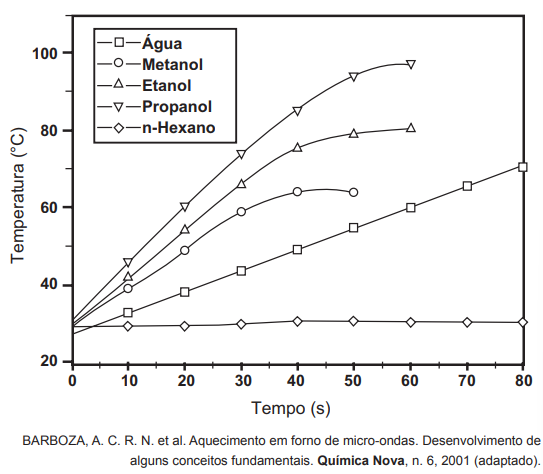 100
80
60
40
20
Temperatura (°C)
Água
Metanol
Etanol
Propanol
n-Hexano
0 10 20 30 40 50 60 70 80
Tempo (s)
BARBOZA, A. C. R. N. et al. Aquecimento em forno de micro-ondas. Desenvolvimento de
alguns conceitos fundamentais. Química Nova, n. 6, 2001 (adaptado).